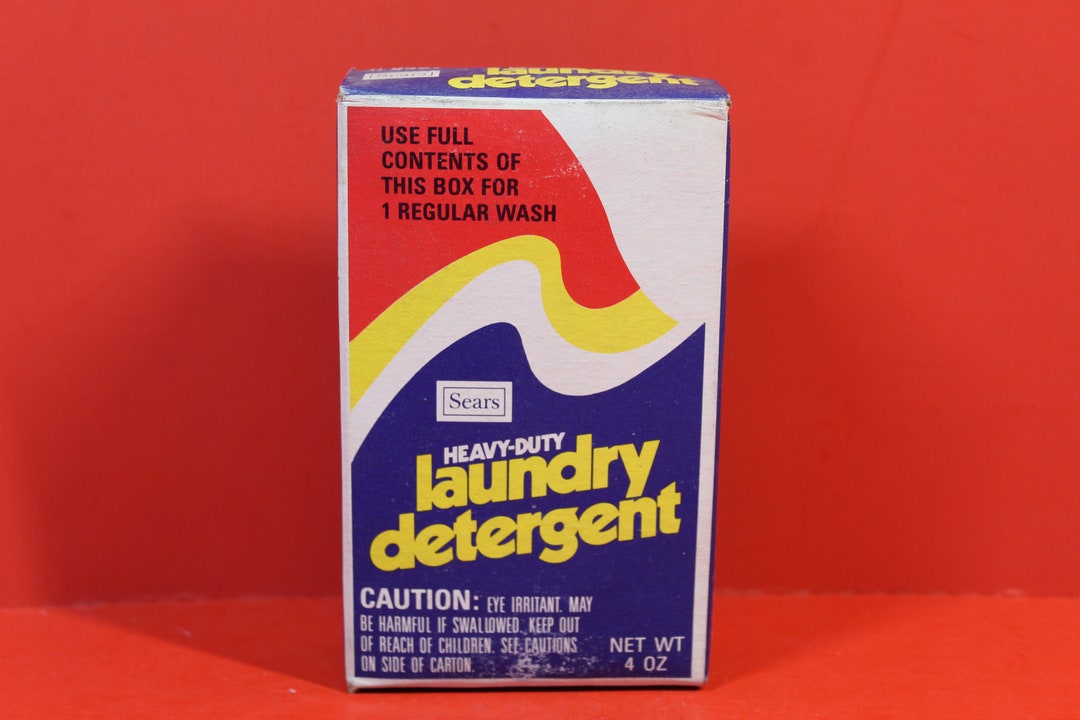 Sears
laundry
detergent
USE FULL
CONTENTS OF
THIS BOX FOR
1 REGULAR WASH
Sears
HEAVY-DUTY
laundry
detergent
CAUTION: EYE IRRITANT. MAY
BE HARMFUL IF SWALLOWED. KEEP OUT
OF REACH OF CHILDREN. SEE CAUTIONS
ON SIDE OF CARTON.
NET WT
4 OZ